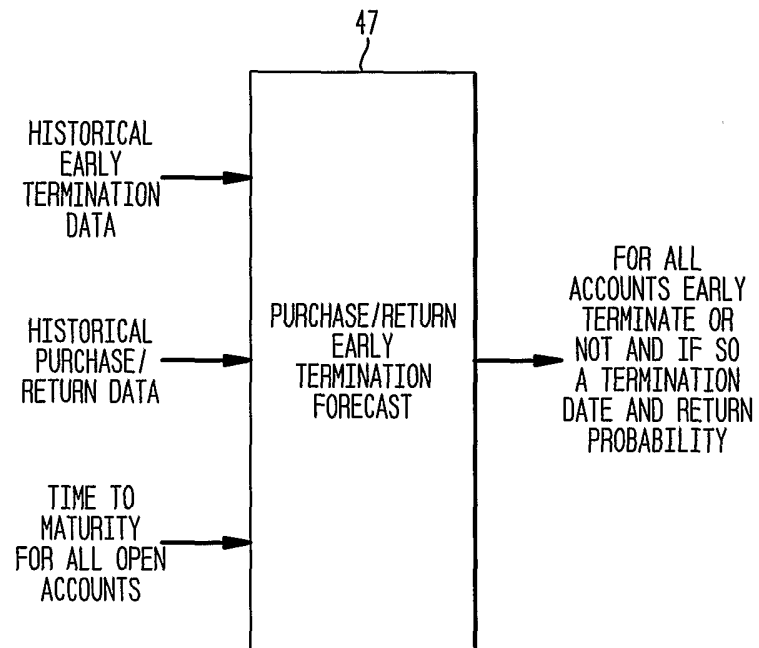 47
HISTORICAL
EARLY
TERMINATION
DATA
HISTORICAL
PURCHASE/
RETURN DATA
TIME TO
MATURITY
FOR ALL OPEN
ACCOUNTS
PURCHASE/RETURN
EARLY
TERMINATION
FORECAST
FOR ALL
ACCOUNTS EARLY
TERMINATE OR
NOT AND IF SO
A TERMINATION
DATE AND RETURN
PROBABILITY